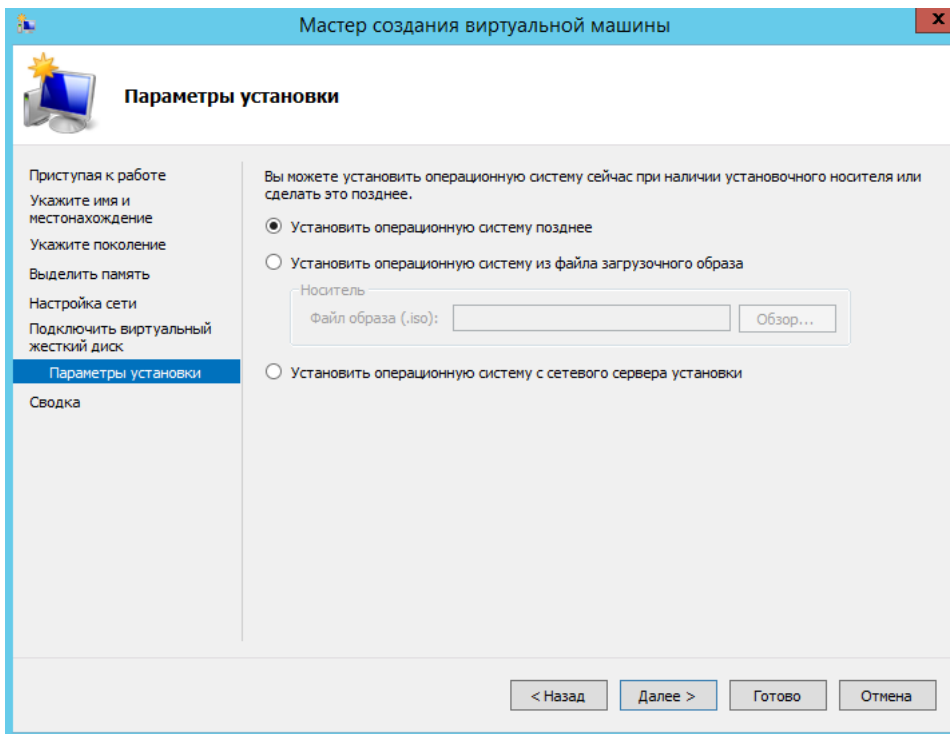 Мастер создания виртуальной машины
x
Параметры установки
Приступая к работе
Укажите имя и
местонахождение
Укажите поколение
Выделить память
Настройка сети
Подключить виртуальный
жесткий диск
Параметры установки
Сводка
Вы можете установить операционную систему сейчас при наличии установочного носителя или
сделать это позднее.
Установить операционную систему позднее
Установить операционную систему из файла загрузочного образа
Носитель
Файл образа (.iso):
Обзор...
Установить операционную систему с сетевого сервера установки
< Назад
Далее >
Готово
Отмена